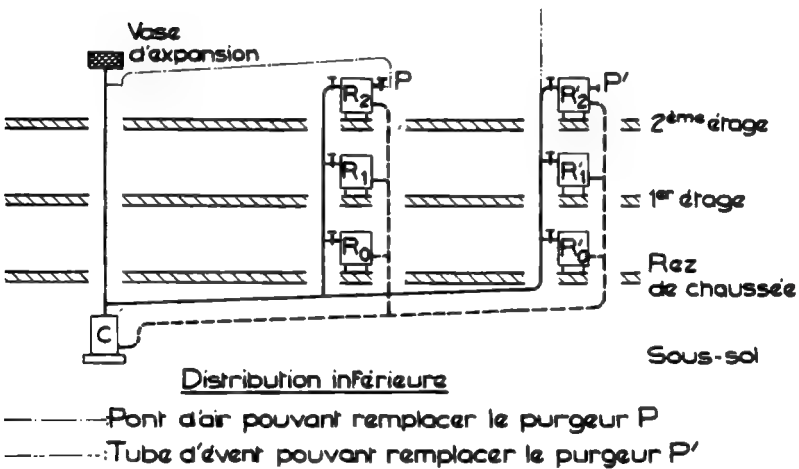 Vase
d'expansion
P
P'
R2
R'2
2ème étage
R1
R'1
1er étage
R0
R'0
Rez
de chaussée
C
Sous-sol
Distribution inférieure
Pont d'air pouvant remplacer le purgeur P
Tube d'évent pouvant remplacer le purgeur P'